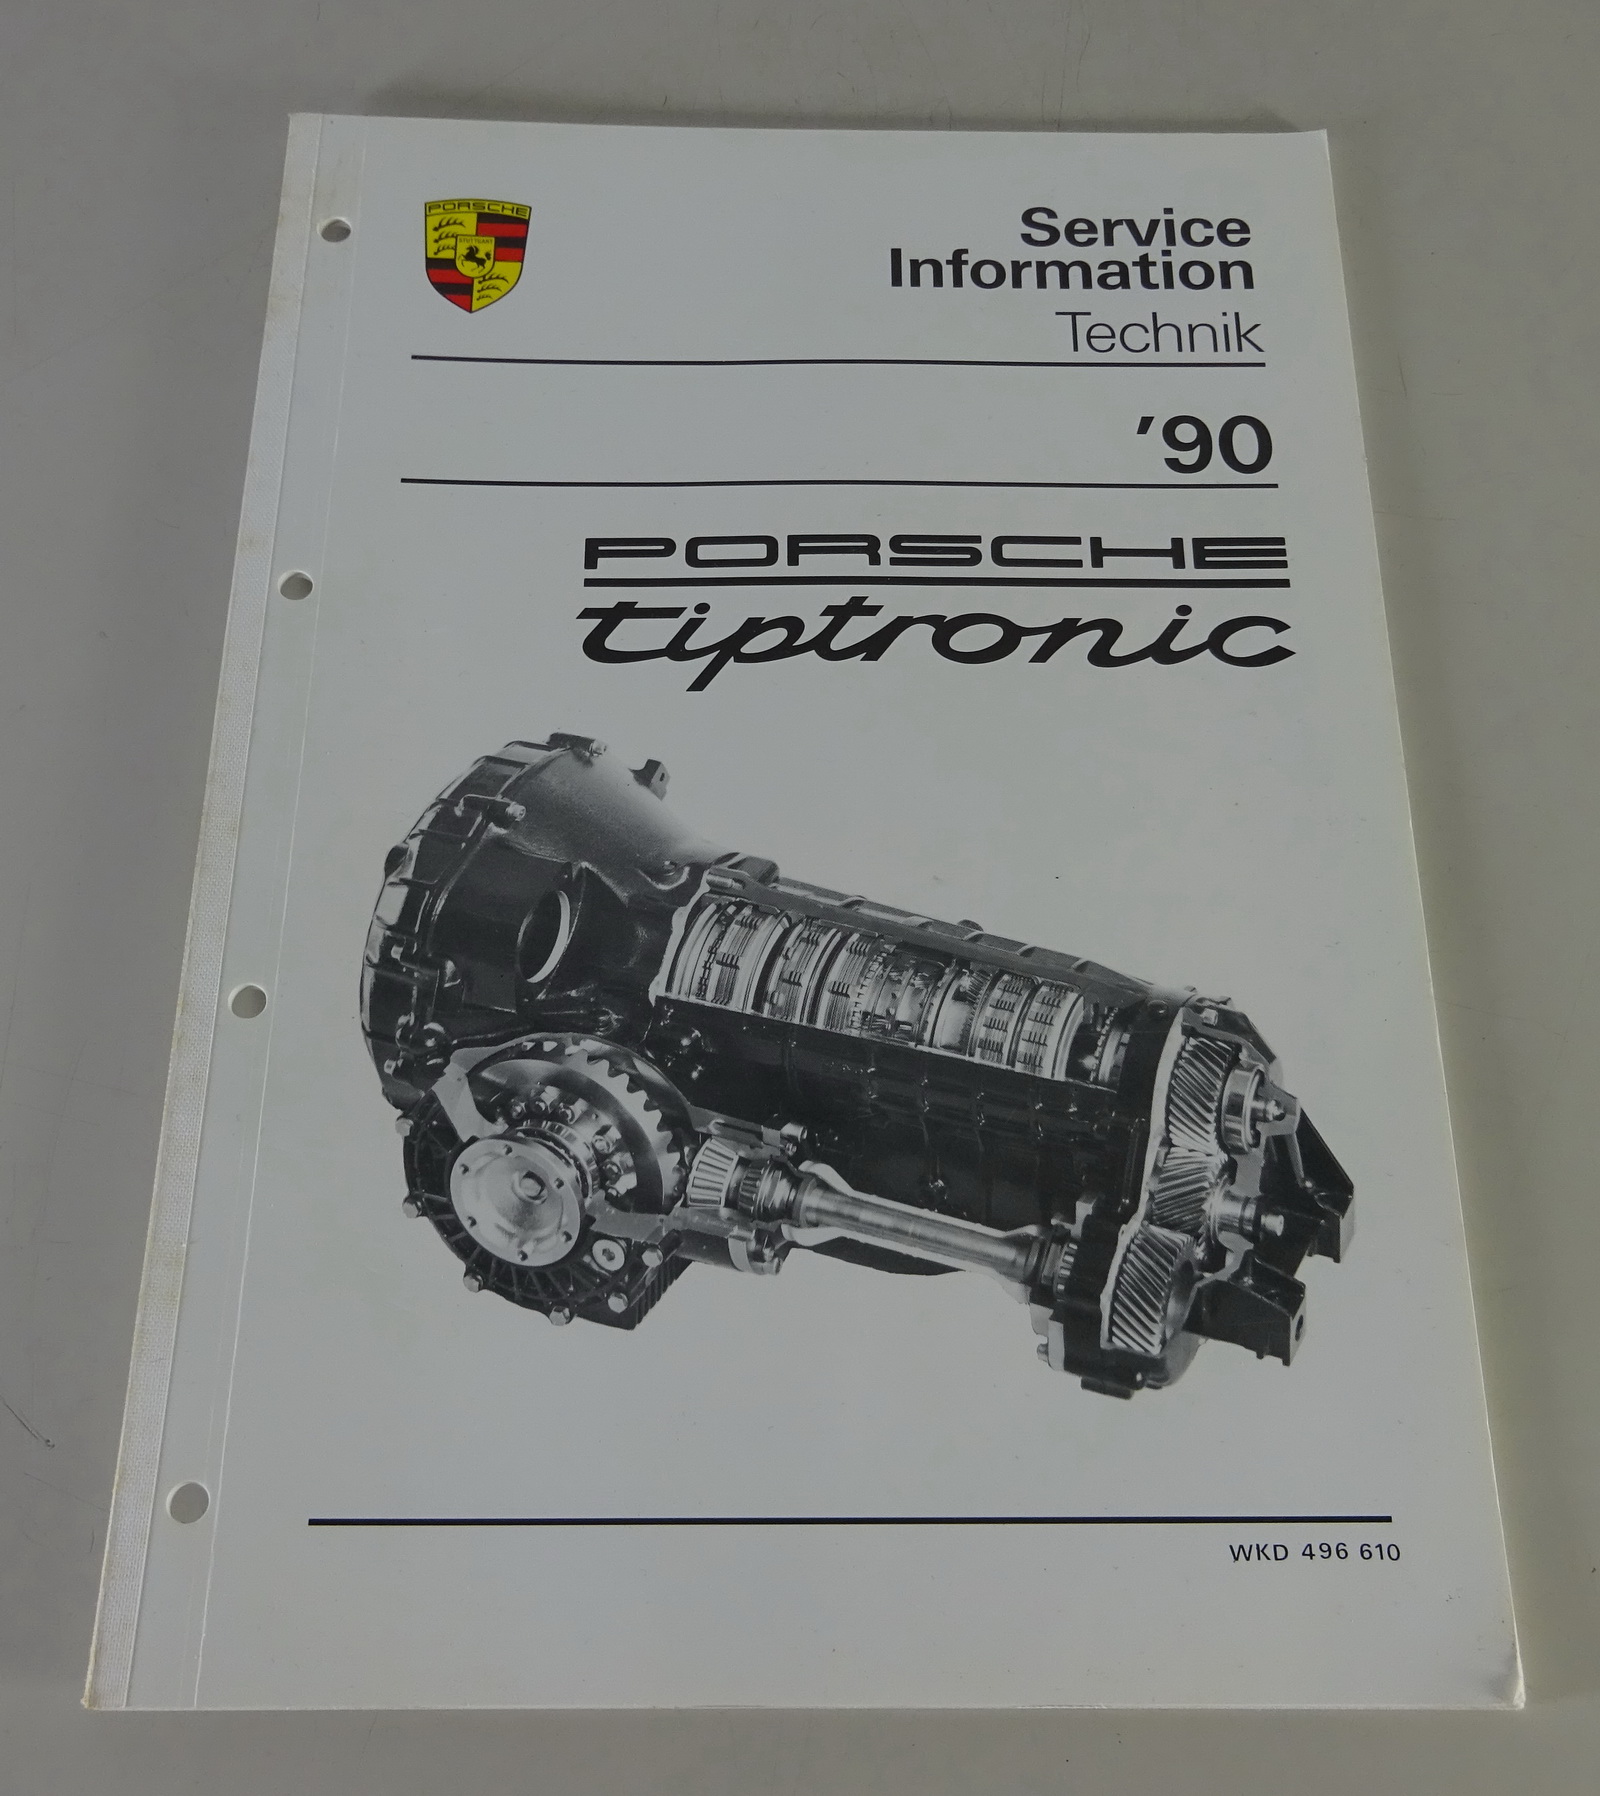 PORSCHE
STUTTGART
Service
Information
Technik
'90
PORSCHE
tiptronic
WKD 496 610